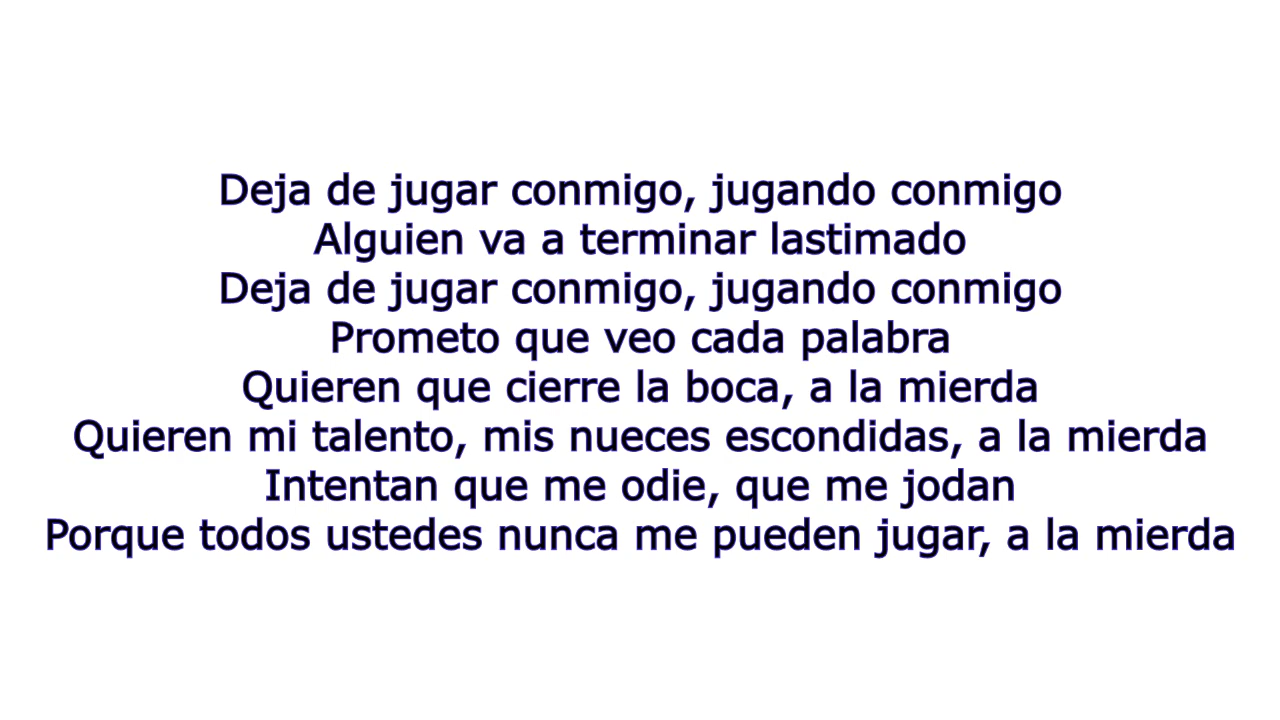 Deja de jugar conmigo, jugando conmigo
Alguien va a terminar lastimado
Deja de jugar conmigo, jugando conmigo
Prometo que veo cada palabra
Quieren que cierre la boca, a la mierda
Quieren mi talento, mis nueces escondidas, a la mierda
Intentan que me odie, que me jodan
Porque todos ustedes nunca me pueden jugar, a la mierda